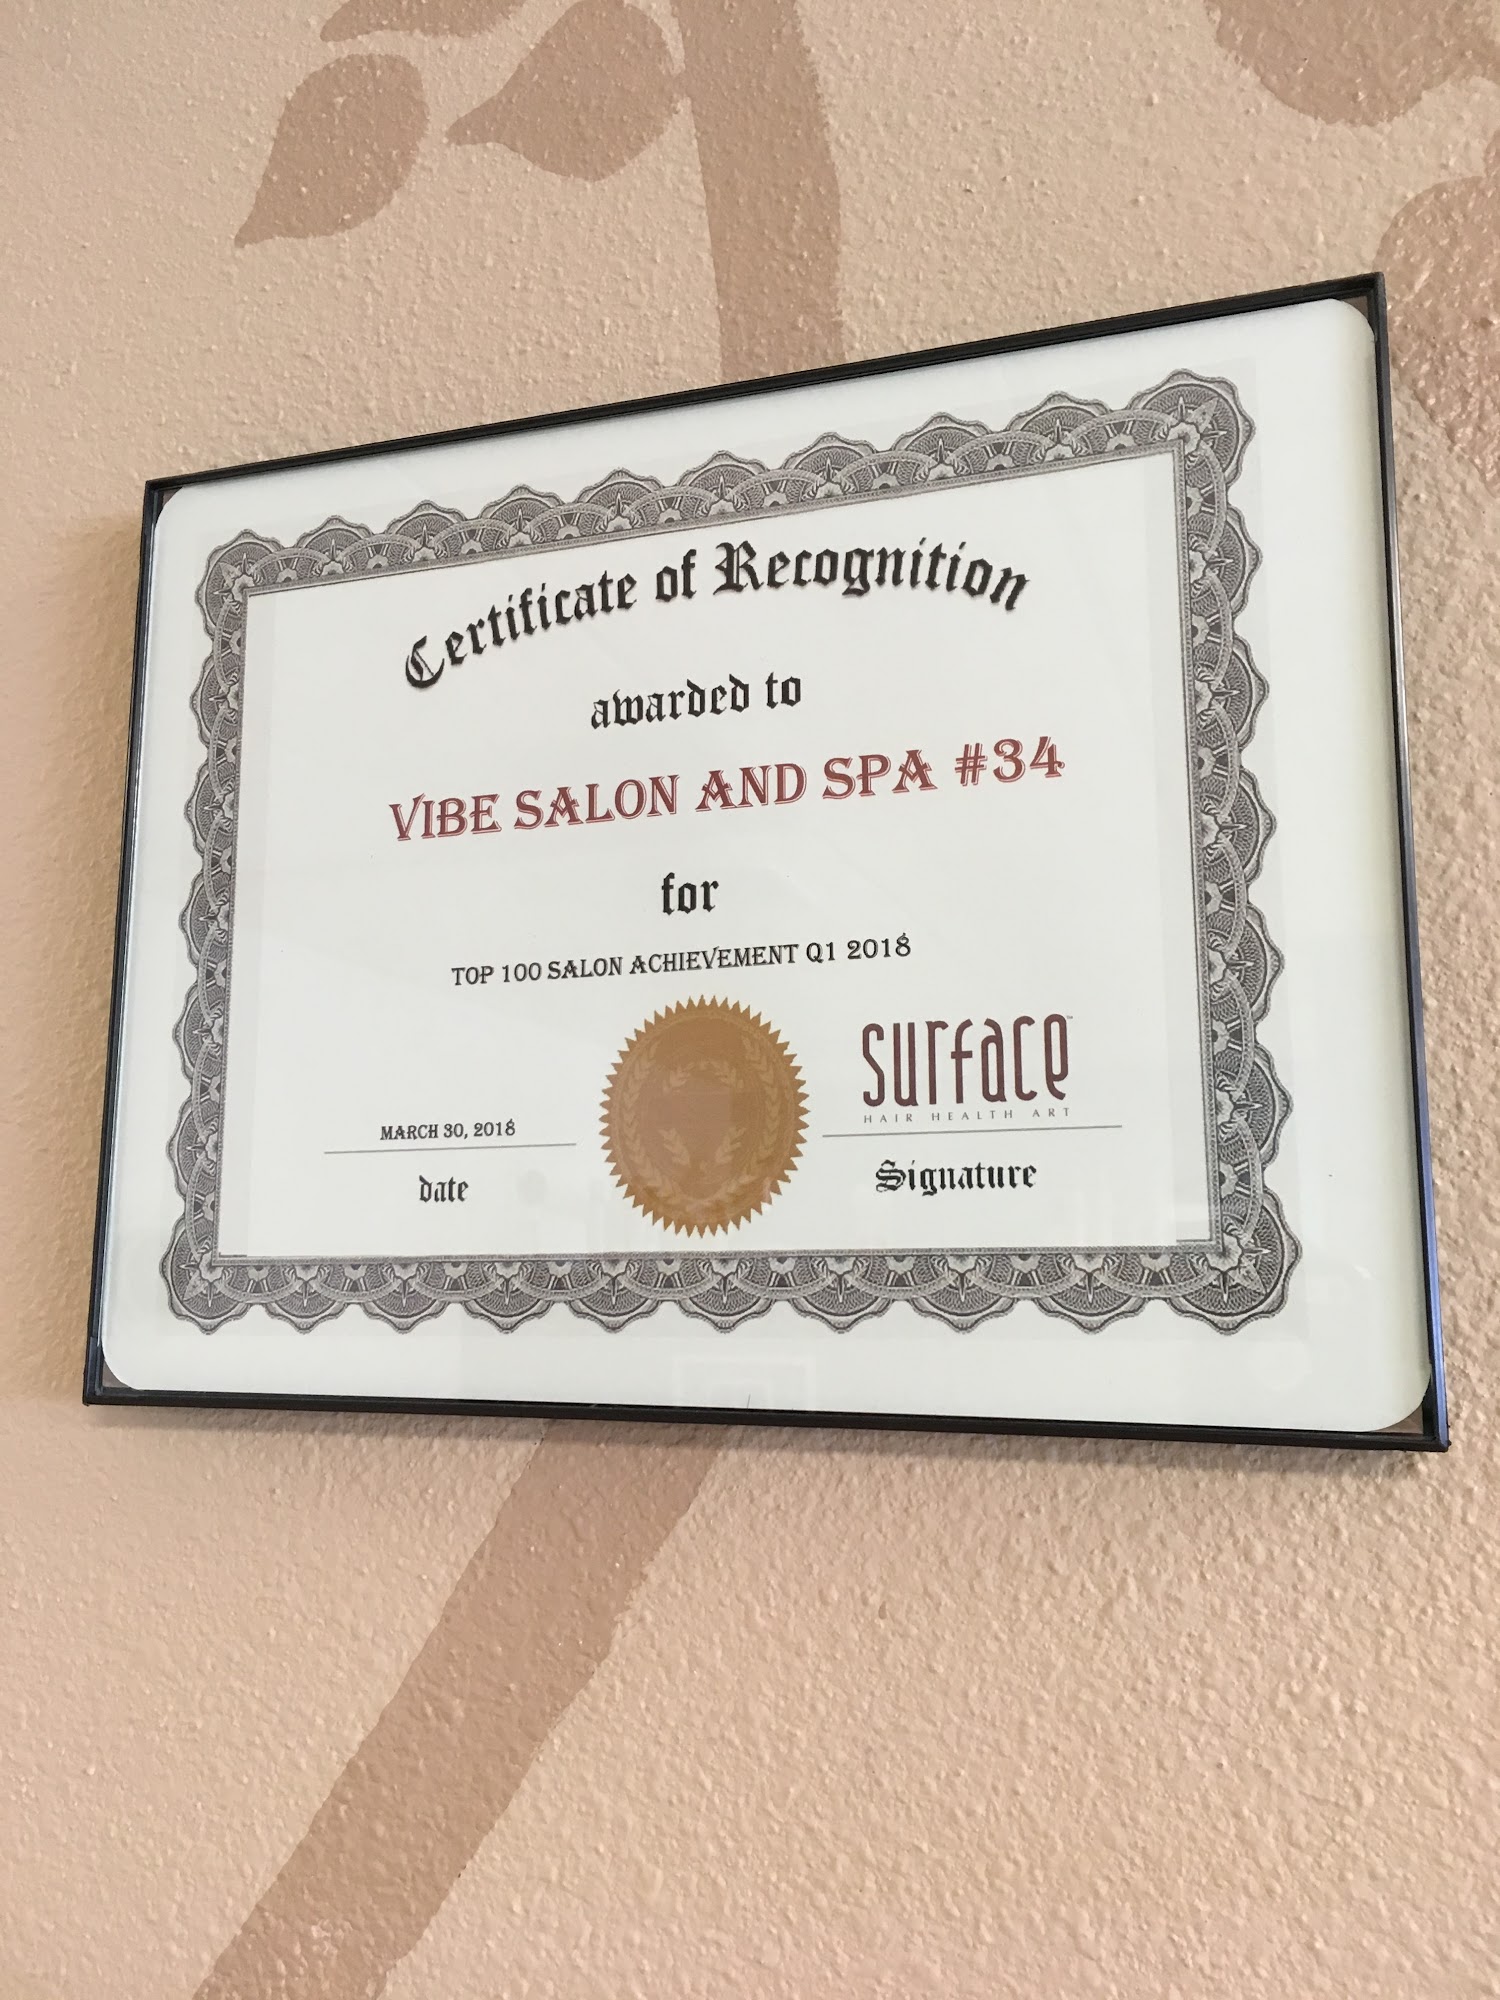 Certificate of Recognition
awarded to
VIBE SALON AND SPA #34
for
TOP 100 SALON ACHIEVEMENT Q1 2018
surface™
HAIR HEALTH ART
MARCH 30, 2018
date
Signature